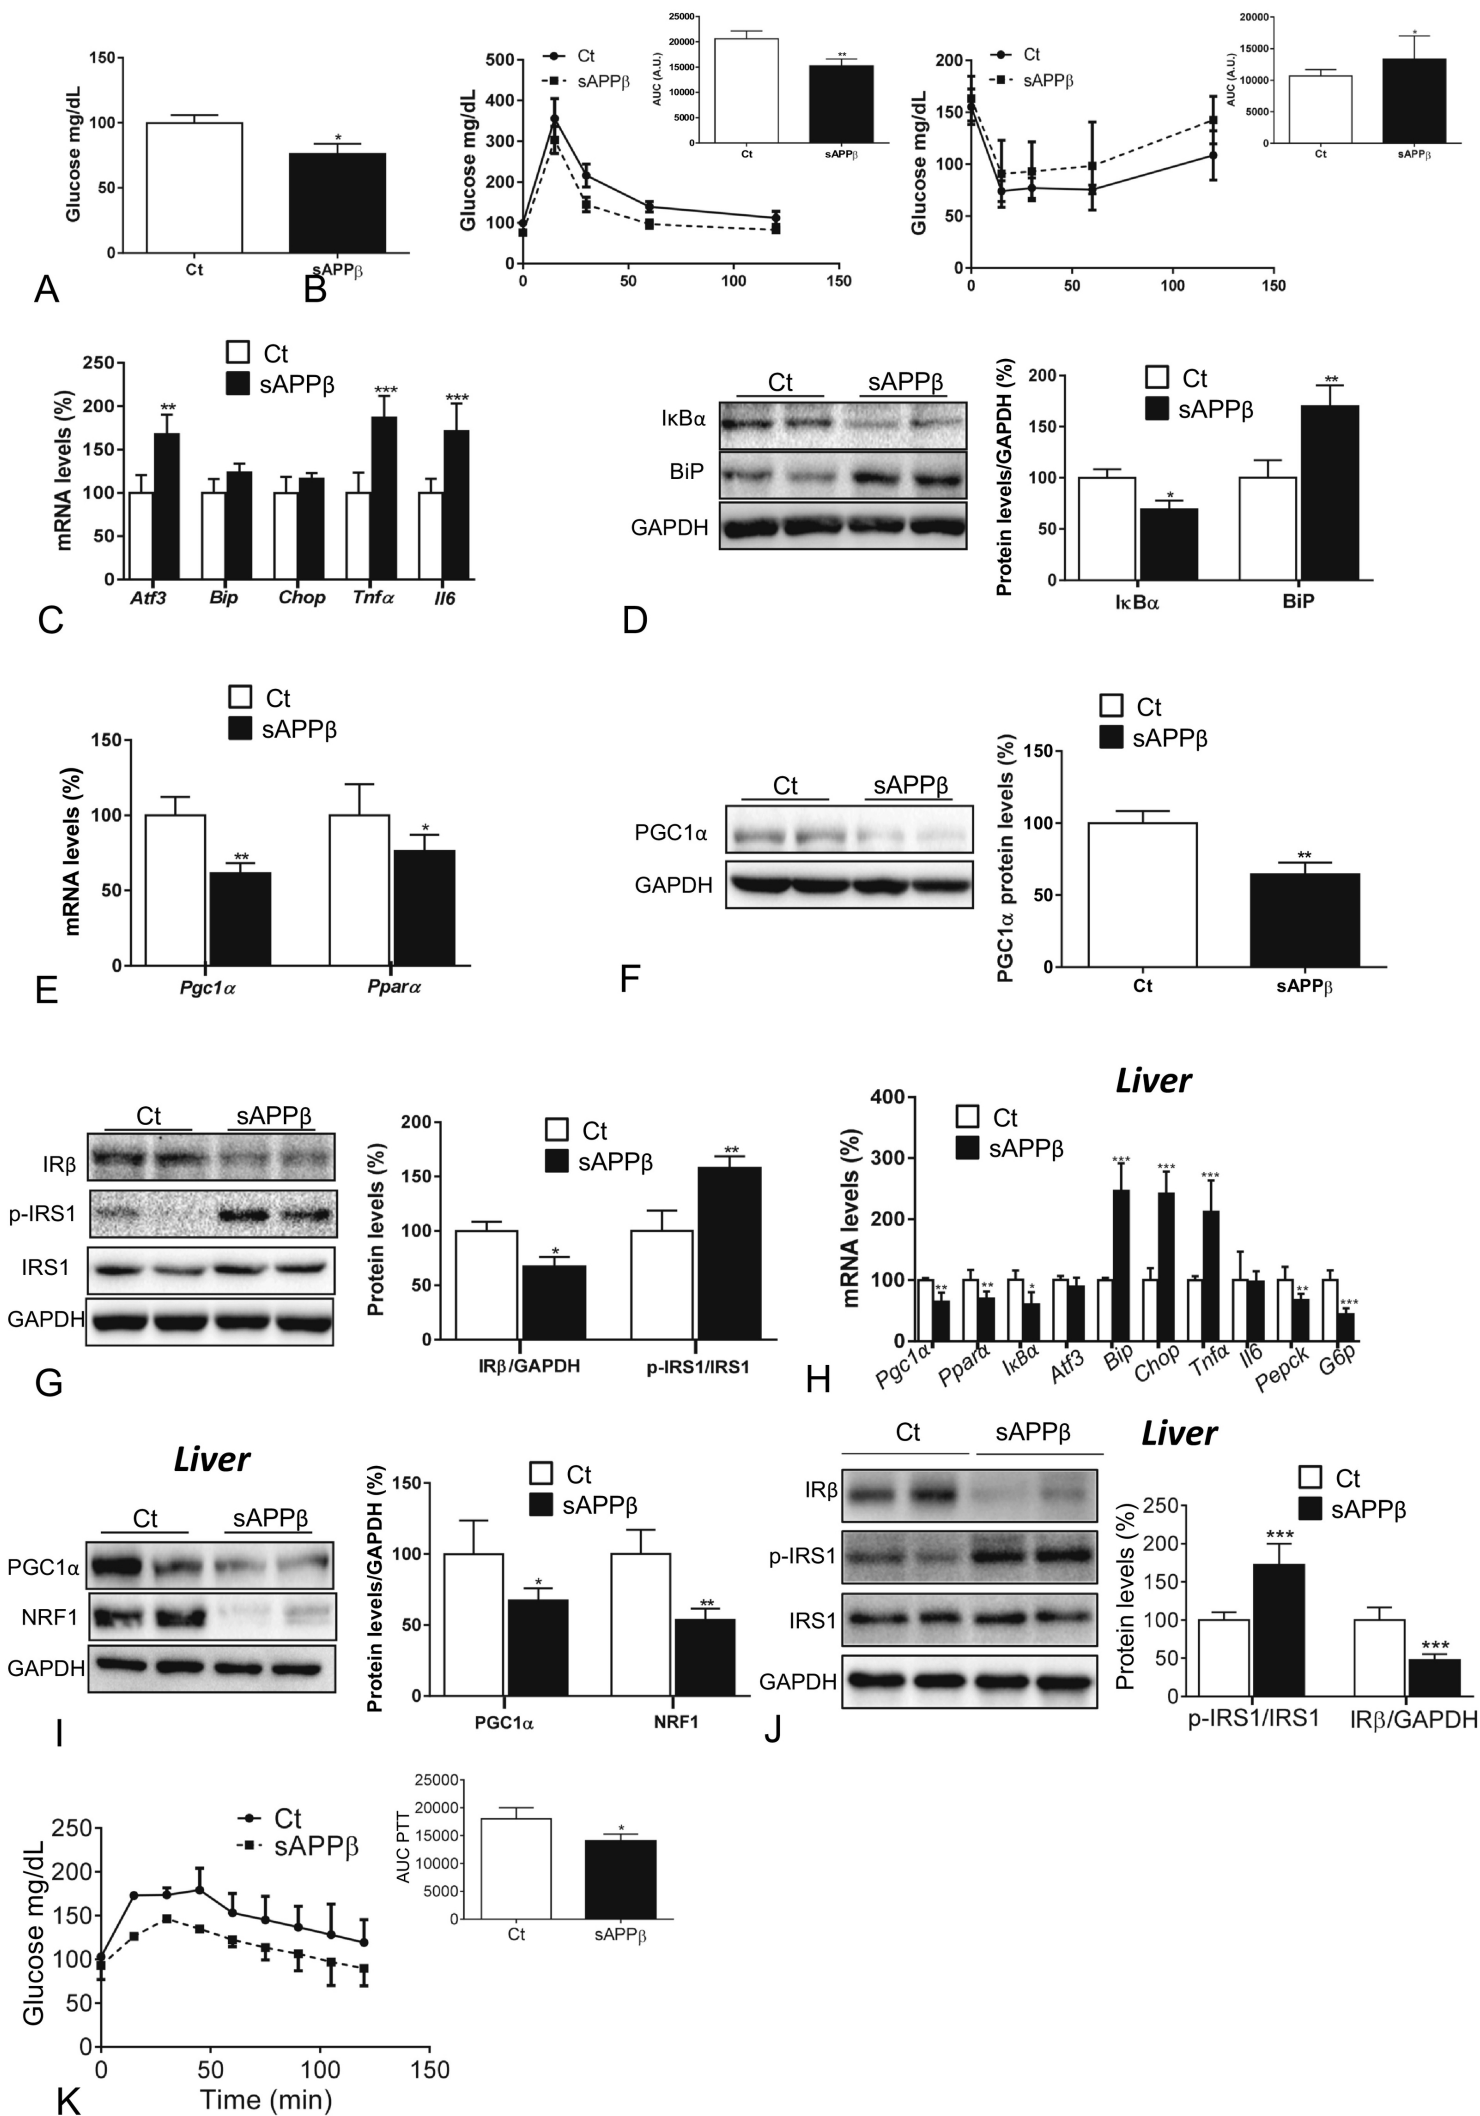 150
100
50
0
Glucose mg/dL
*
Ct
sAPPβ
A
500
400
300
200
100
0
Glucose mg/dL
Ct
sAPPβ
0
50
100
150
25000
20000
15000
10000
5000
0
AUC (A.U.)
**
Ct
sAPPβ
B
200
150
100
50
0
Glucose mg/dL
Ct
sAPPβ
0
50
100
150
20000
15000
10000
5000
0
AUC (A.U.)
*
Ct
sAPPβ
Ct
sAPPβ
250
200
150
100
50
0
mRNA levels (%)
**
***
***
Atf3
Bip
Chop
Tnfα
Il6
C
Ct
sAPPβ
IκBα
BiP
GAPDH
Ct
sAPPβ
200
150
100
50
0
Protein levels/GAPDH (%)
*
**
IκBα
BiP
D
Ct
sAPPβ
150
100
50
0
mRNA levels (%)
**
*
Pgc1α
Pparα
E
Ct
sAPPβ
PGC1α
GAPDH
Ct
sAPPβ
150
100
50
0
PGC1α protein levels (%)
**
Ct
sAPPβ
F
Ct
sAPPβ
IRβ
p-IRS1
IRS1
GAPDH
Ct
sAPPβ
200
150
100
50
0
Protein levels (%)
*
**
IRβ/GAPDH
p-IRS1/IRS1
G
Liver
Ct
sAPPβ
400
300
200
100
0
mRNA levels (%)
**
**
*
***
***
***
**
***
Pgc1α
Pparα
IκBα
Atf3
Bip
Chop
Tnfα
Il6
Pepck
G6p
H
Liver
Ct
sAPPβ
PGC1α
NRF1
GAPDH
Ct
sAPPβ
150
100
50
0
Protein levels/GAPDH (%)
*
**
PGC1α
NRF1
I
Ct
sAPPβ
Liver
IRβ
p-IRS1
IRS1
GAPDH
Ct
sAPPβ
250
200
150
100
50
0
Protein levels (%)
***
***
p-IRS1/IRS1
IRβ/GAPDH
J
250
200
150
100
50
0
Glucose mg/dL
Ct
sAPPβ
0
50
100
150
Time (min)
25000
20000
15000
10000
5000
0
AUC PTT
*
Ct
sAPPβ
K